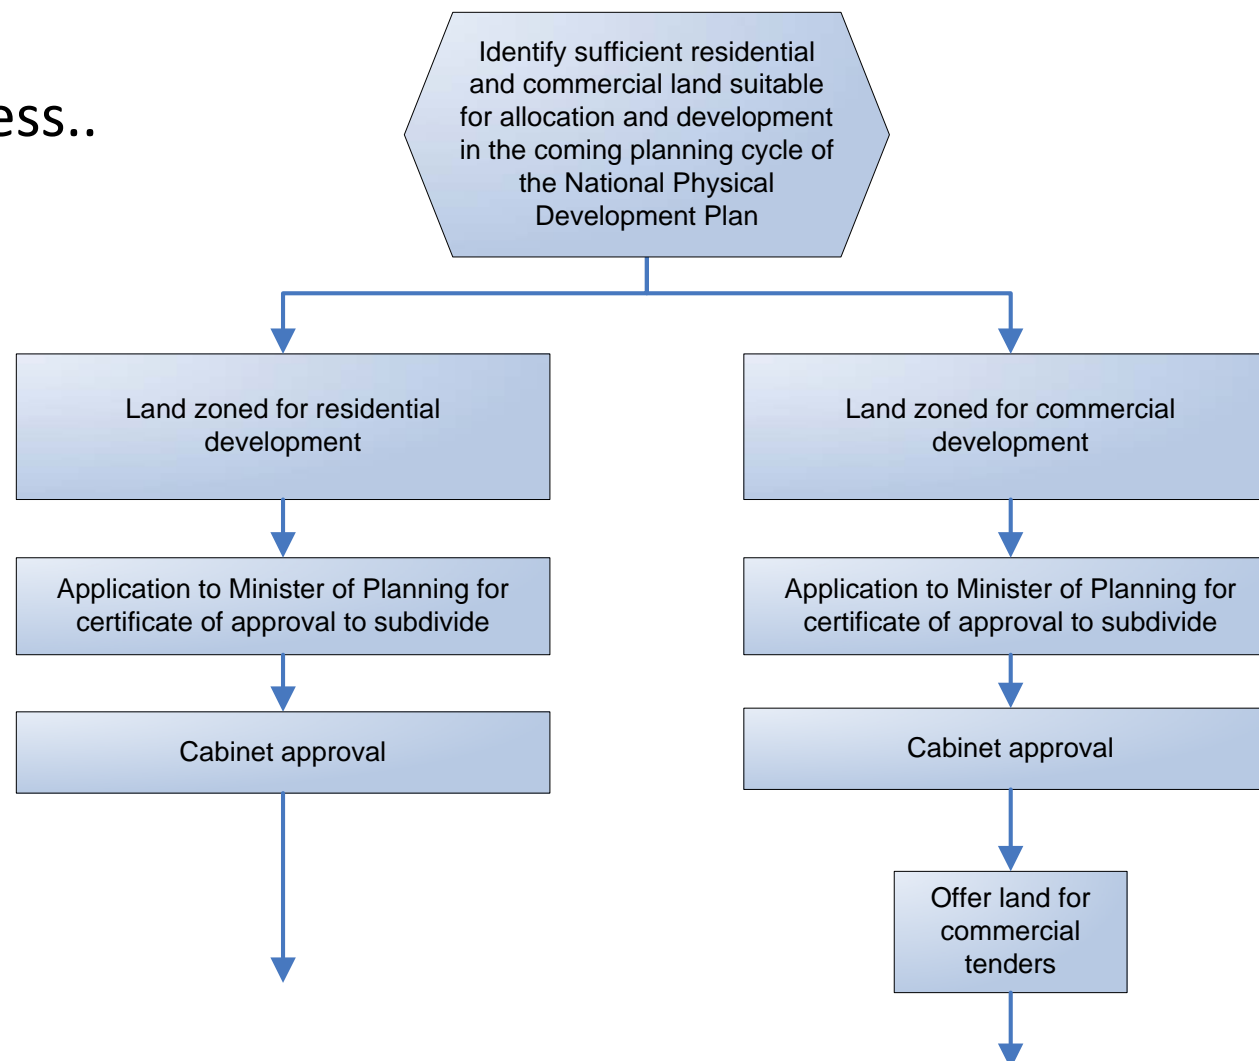 ess..
Identify sufficient residential
and commercial land suitable
for allocation and development
in the coming planning cycle of
the National Physical
Development Plan
Land zoned for residential
development
Land zoned for commercial
development
Application to Minister of Planning for
certificate of approval to subdivide
Application to Minister of Planning for
certificate of approval to subdivide
Cabinet approval
Cabinet approval
Offer land for
commercial
tenders